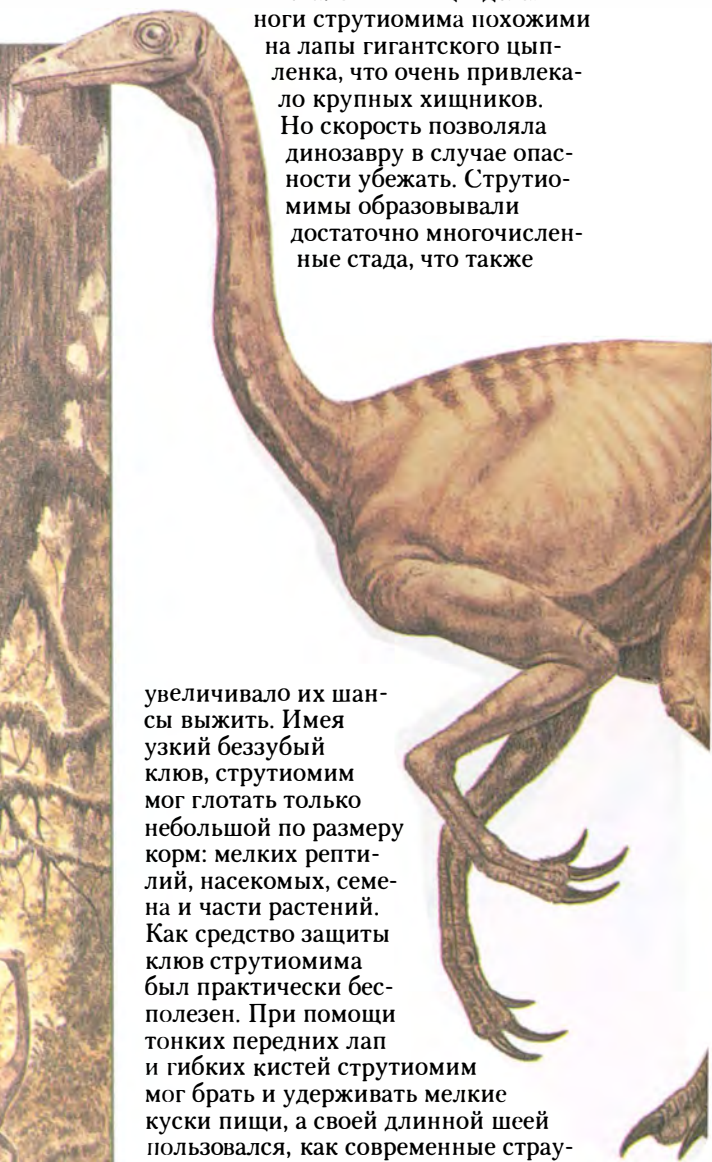 ноги струтиомима похожими
на лапы гигантского цып-
ленка, что очень привлека-
ло крупных хищников.
Но скорость позволяла
динозавру в случае опас-
ности убежать. Струтио-
мимы образовывали
достаточно многочислен-
ные стада, что также
увеличивало их шан-
сы выжить. Имея
узкий беззубый
клюв, струтиомим
мог глотать только
небольшой по размеру
корм: мелких репти-
лий, насекомых, семе-
на и части растений.
Как средство защиты
клюв струтиомима
был практически бес-
полезен. При помощи
тонких передних лап
и гибких кистей струтиомим
мог брать и удерживать мелкие
куски пищи, а своей длинной шеей
пользовался, как современные страу-